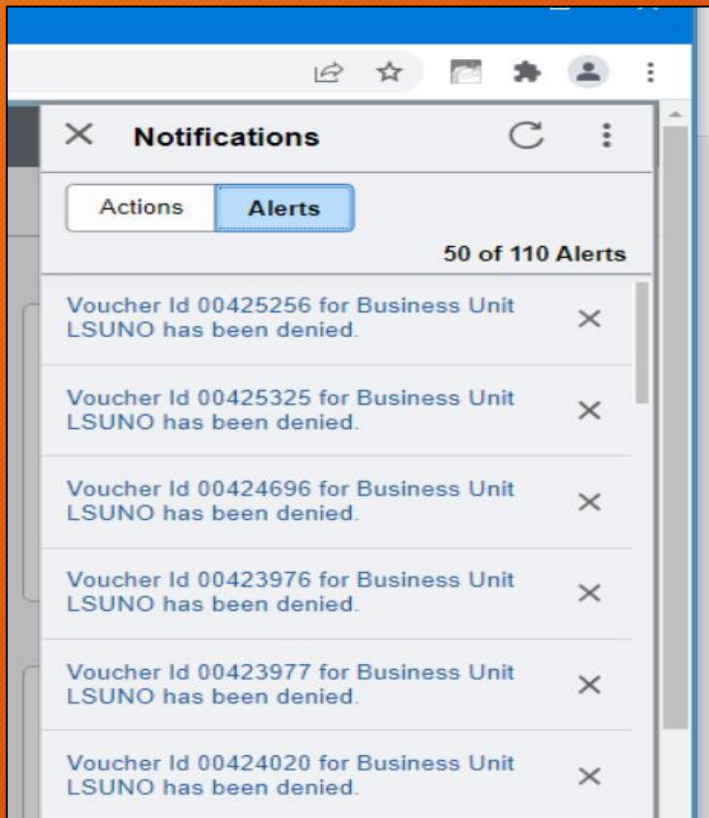 Notifications
Actions
Alerts
50 of 110 Alerts
Voucher Id 00425256 for Business Unit
LSUNO has been denied.
Voucher Id 00425325 for Business Unit
LSUNO has been denied.
Voucher Id 00424696 for Business Unit
LSUNO has been denied.
Voucher Id 00423976 for Business Unit
LSUNO has been denied.
Voucher Id 00423977 for Business Unit
LSUNO has been denied.
Voucher Id 00424020 for Business Unit
LSUNO has been denied.